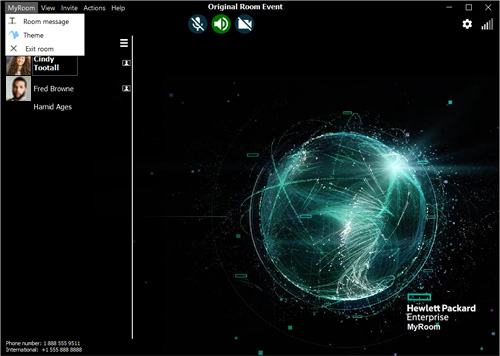 Original Room Event
MyRoom View Invite Actions Help
Room message
Theme
Exit room
Cindy
Tootall
Fred Browne
Hamid Ages
Hewlett Packard
Enterprise
MyRoom
Phone number: 1 888 555 9511
International: +1 555 888 8888